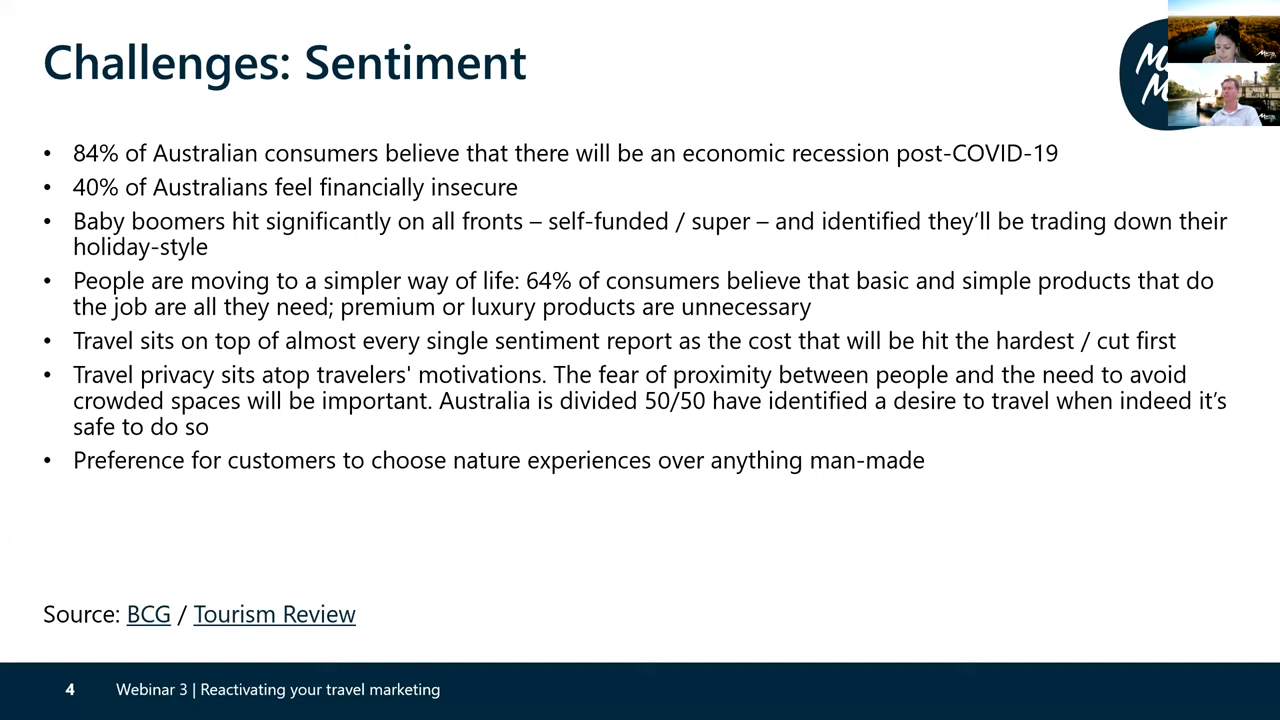 Challenges: Sentiment
• 84% of Australian consumers believe that there will be an economic recession post-COVID-19
• 40% of Australians feel financially insecure
• Baby boomers hit significantly on all fronts – self-funded / super – and identified they’ll be trading down their
holiday-style
• People are moving to a simpler way of life: 64% of consumers believe that basic and simple products that do
the job are all they need; premium or luxury products are unnecessary
• Travel sits on top of almost every single sentiment report as the cost that will be hit the hardest / cut first
• Travel privacy sits atop travelers' motivations. The fear of proximity between people and the need to avoid
crowded spaces will be important. Australia is divided 50/50 have identified a desire to travel when indeed it’s
safe to do so
• Preference for customers to choose nature experiences over anything man-made
Source: BCG / Tourism Review
4 Webinar 3 | Reactivating your travel marketing